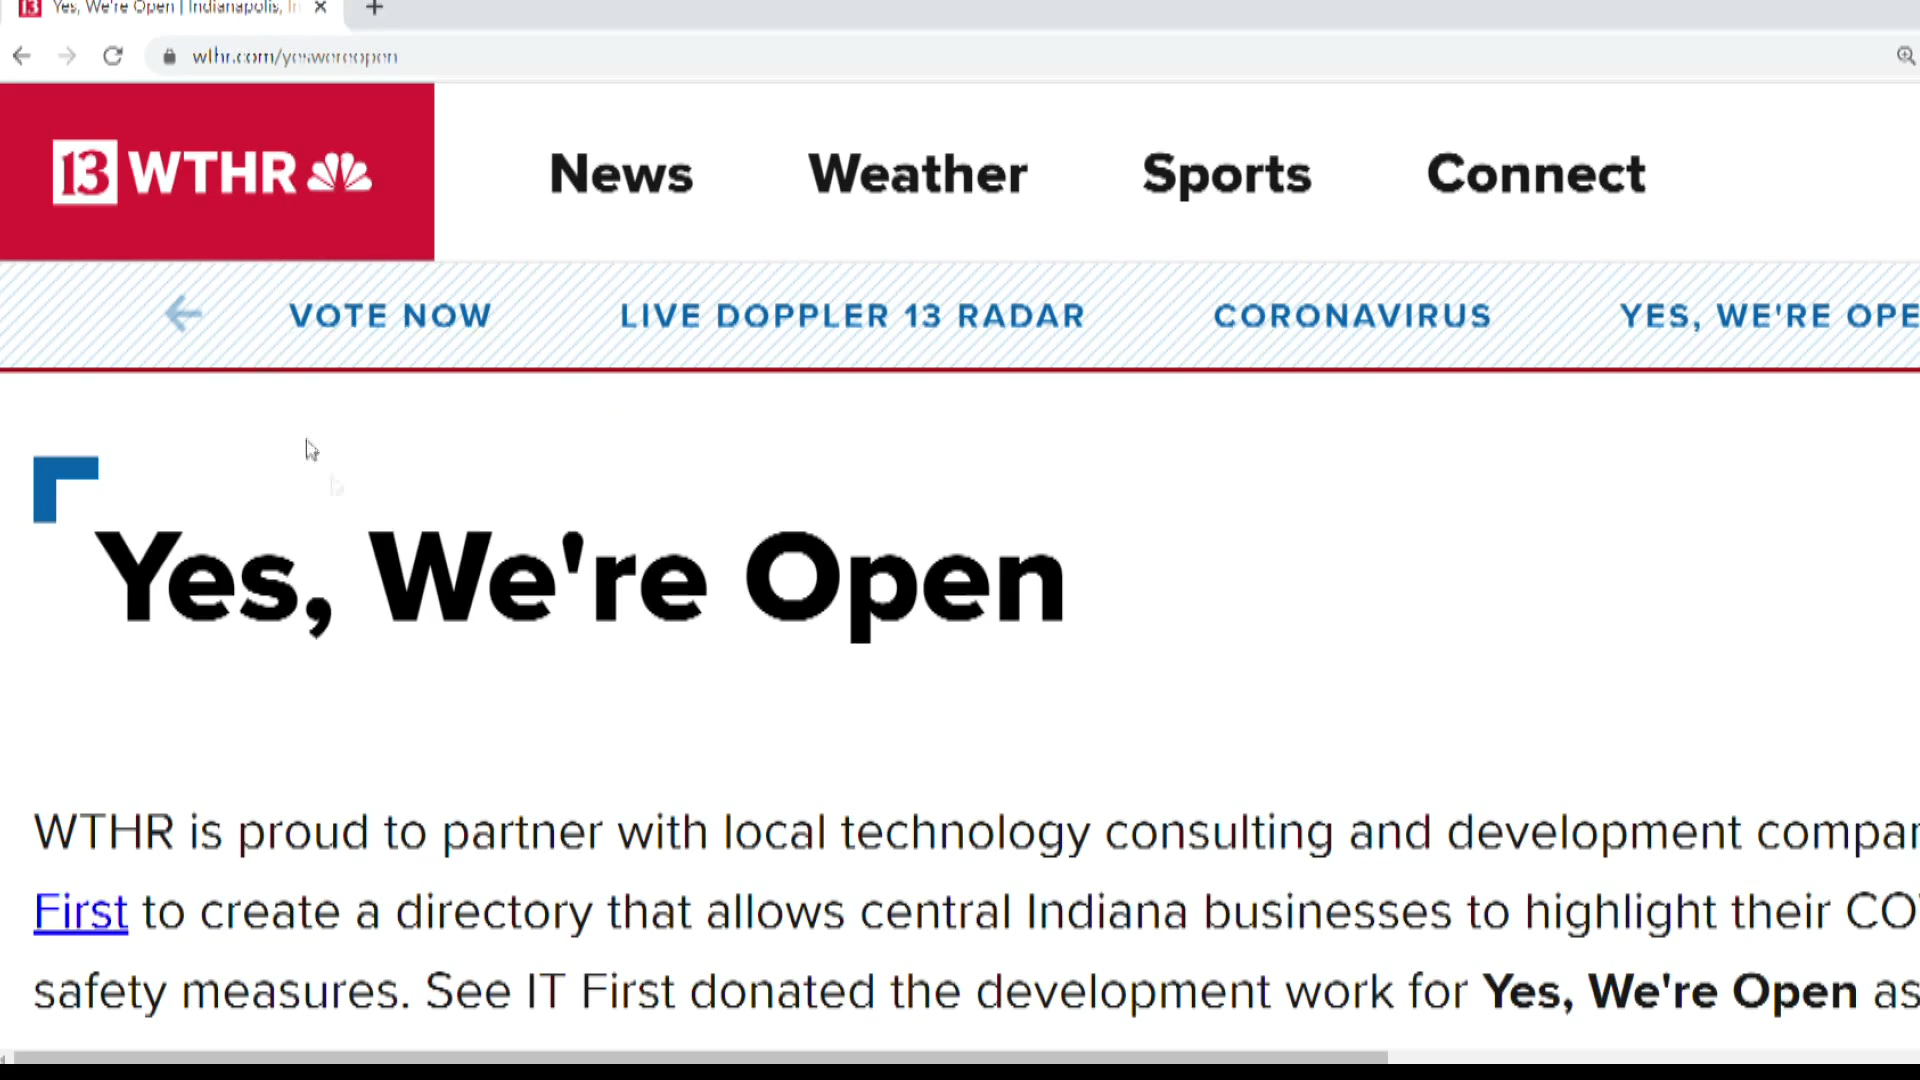 13 Yes, We're Open | Indianapolis, In
wthr.com/yeswereopen
13 WTHR News Weather Sports Connect
VOTE NOW LIVE DOPPLER 13 RADAR CORONAVIRUS YES, WE'RE OPE
Yes, We're Open
WTHR is proud to partner with local technology consulting and development compan
First to create a directory that allows central Indiana businesses to highlight their COV
safety measures. See IT First donated the development work for Yes, We're Open as